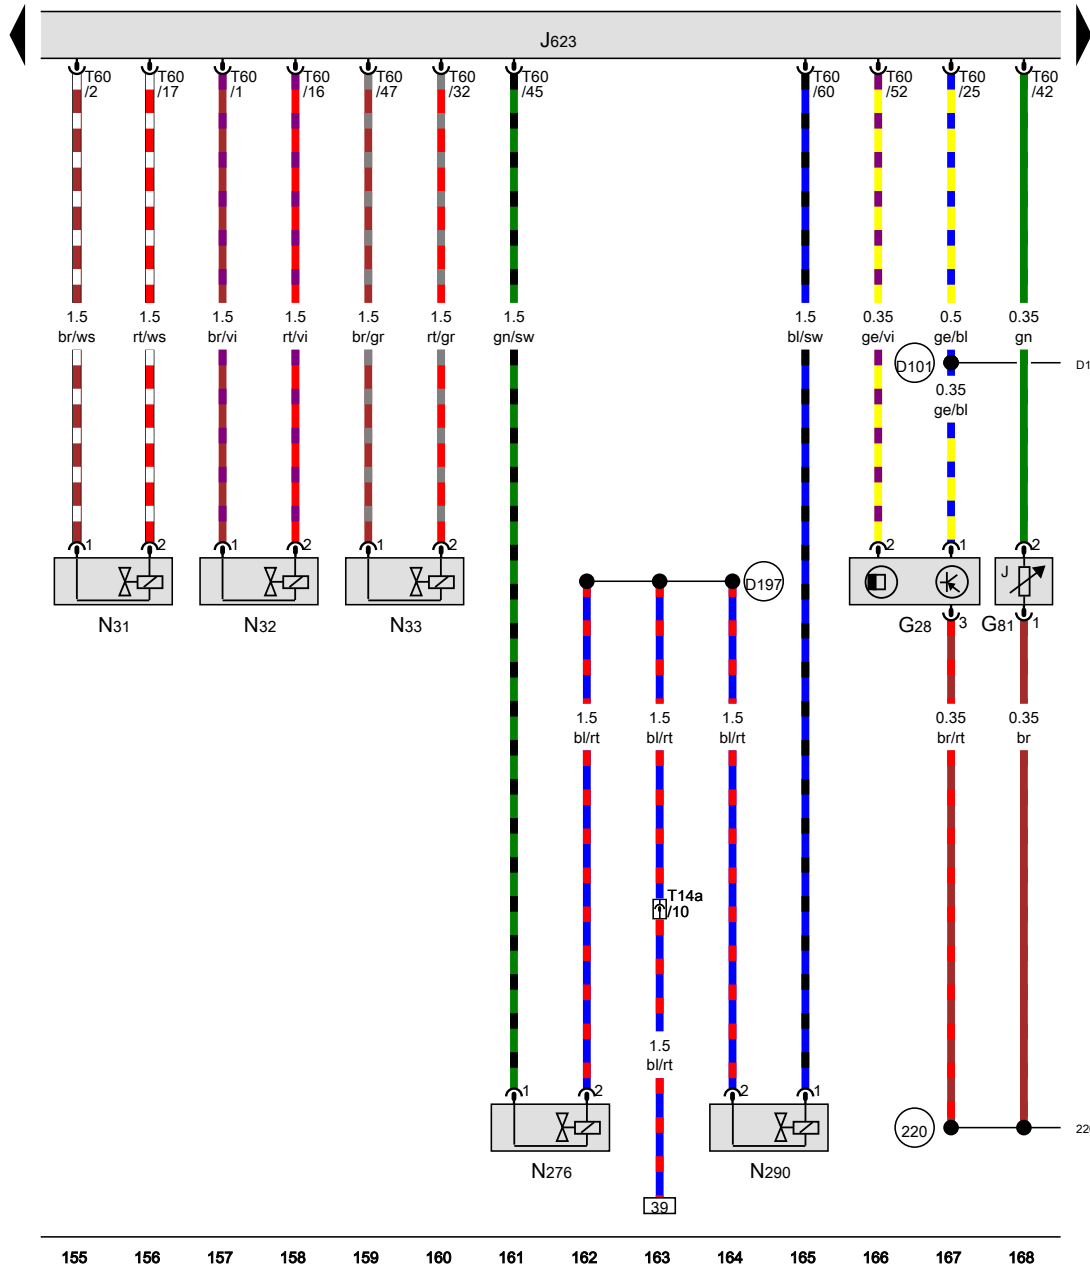 J623
T60 T60 T60 T60 T60 T60 T60 T60 T60 T60 T60
/2 /17 /1 /16 /47 /32 /45 /60 /52 /25 /42
1.5 1.5 1.5 1.5 1.5 1.5 1.5 1.5 0.35 0.5 0.35
br/ws rt/ws br/vi rt/vi br/gr rt/gr gn/sw bl/sw ge/vi ge/bl gn
D101 D1
0.35
ge/bl
1 2 1 2 1 2 2 1 2
J
D197
N31 N32 N33 G28 3 G81 1
1.5 1.5 1.5 0.35 0.35
bl/rt bl/rt bl/rt br/rt br
T14a
/10
1.5
bl/rt
1 2 2 1
220 220
N276 N290
39
155 156 157 158 159 160 161 162 163 164 165 166 167 168